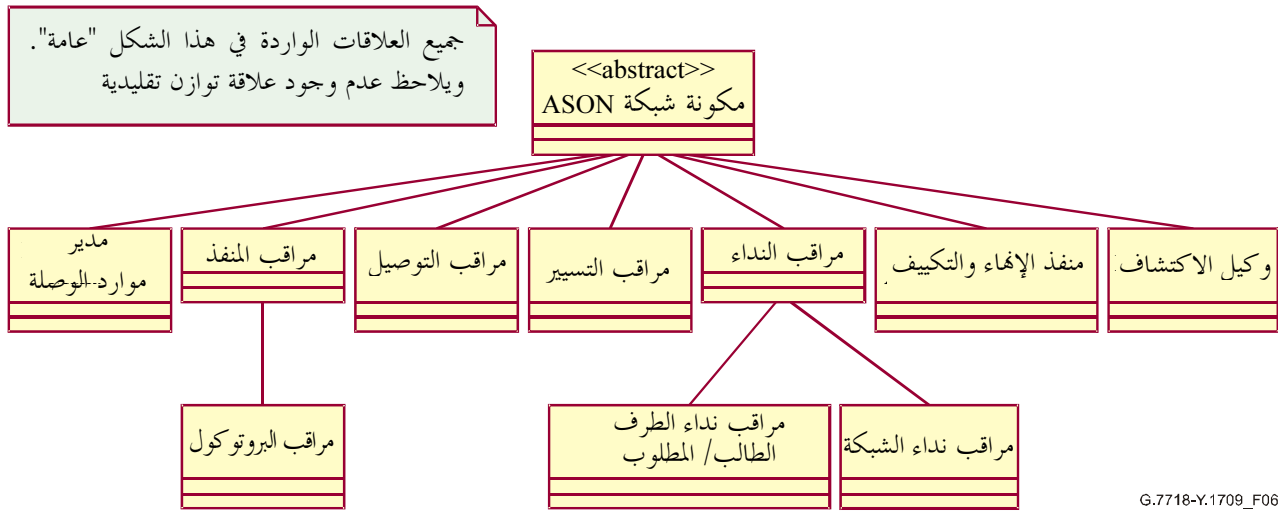 جميع العلاقات الواردة في هذا الشكل "عامة".
ويلاحظ عدم وجود علاقة توازن تقليدية
<<abstract>>
مكونة شبكة ASON
مدير
موارد الوصلة
مراقب المنفذ
مراقب التوصيل
مراقب التسيير
مراقب النداء
منفذ الإنهاء والتكييف
وكيل الاكتشاف
مراقب البروتوكول
مراقب نداء الطرف
الطالب/ المطلوب
مراقب نداء الشبكة
G.7718-Y.1709_F06